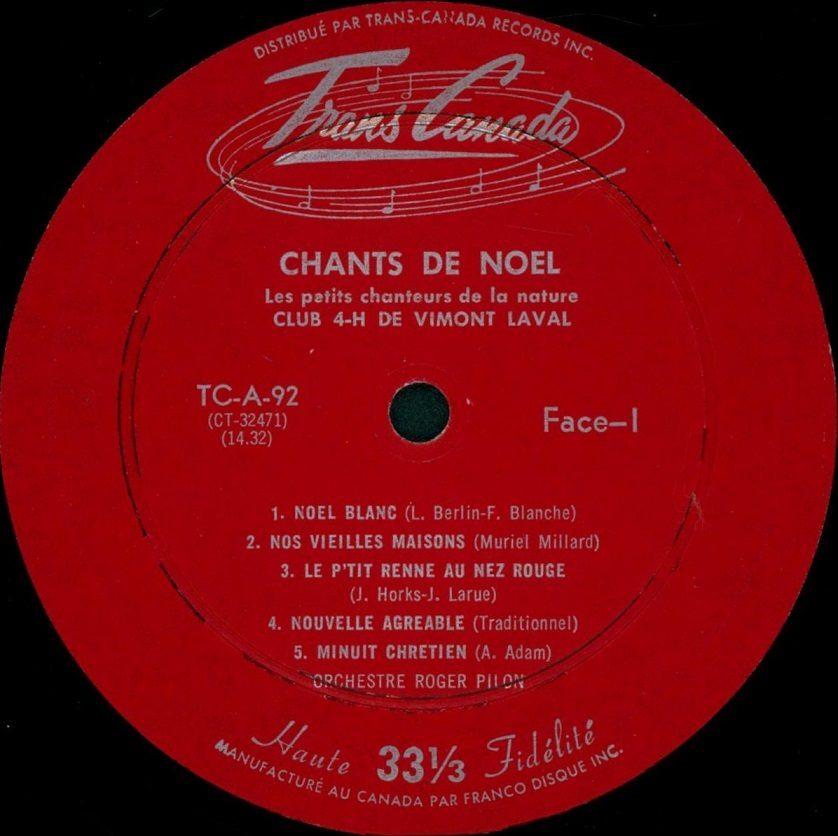 DISTRIBUÉ PAR TRANS-CANADA RECORDS INC.
Trans Canada
CHANTS DE NOEL
Les petits chanteurs de la nature
CLUB 4-H DE VIMONT LAVAL
TC-A-92
(CT-32471)
(14.32)
Face-I
1. NOEL BLANC (L. Berlin-F. Blanche)
2. NOS VIEILLES MAISONS (Muriel Millard)
3. LE P'TIT RENNE AU NEZ ROUGE
(J. Horks-J. Larue)
4. NOUVELLE AGREABLE (Traditionnel)
5. MINUIT CHRETIEN (A. Adam)
ORCHESTRE ROGER PILON
Haute 33⅓ Fidélité
MANUFACTURÉ AU CANADA PAR FRANCO DISQUE INC.